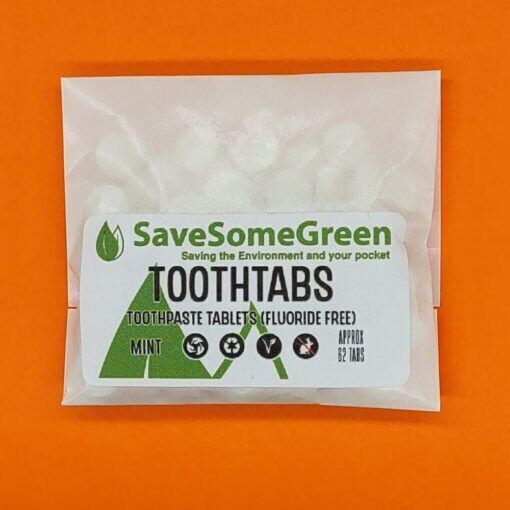 SaveSomeGreen
Saving the Environment and your pocket
TOOTHTABS
TOOTHPASTE TABLETS (FLUORIDE FREE)
MINT
APPROX
62 TABS